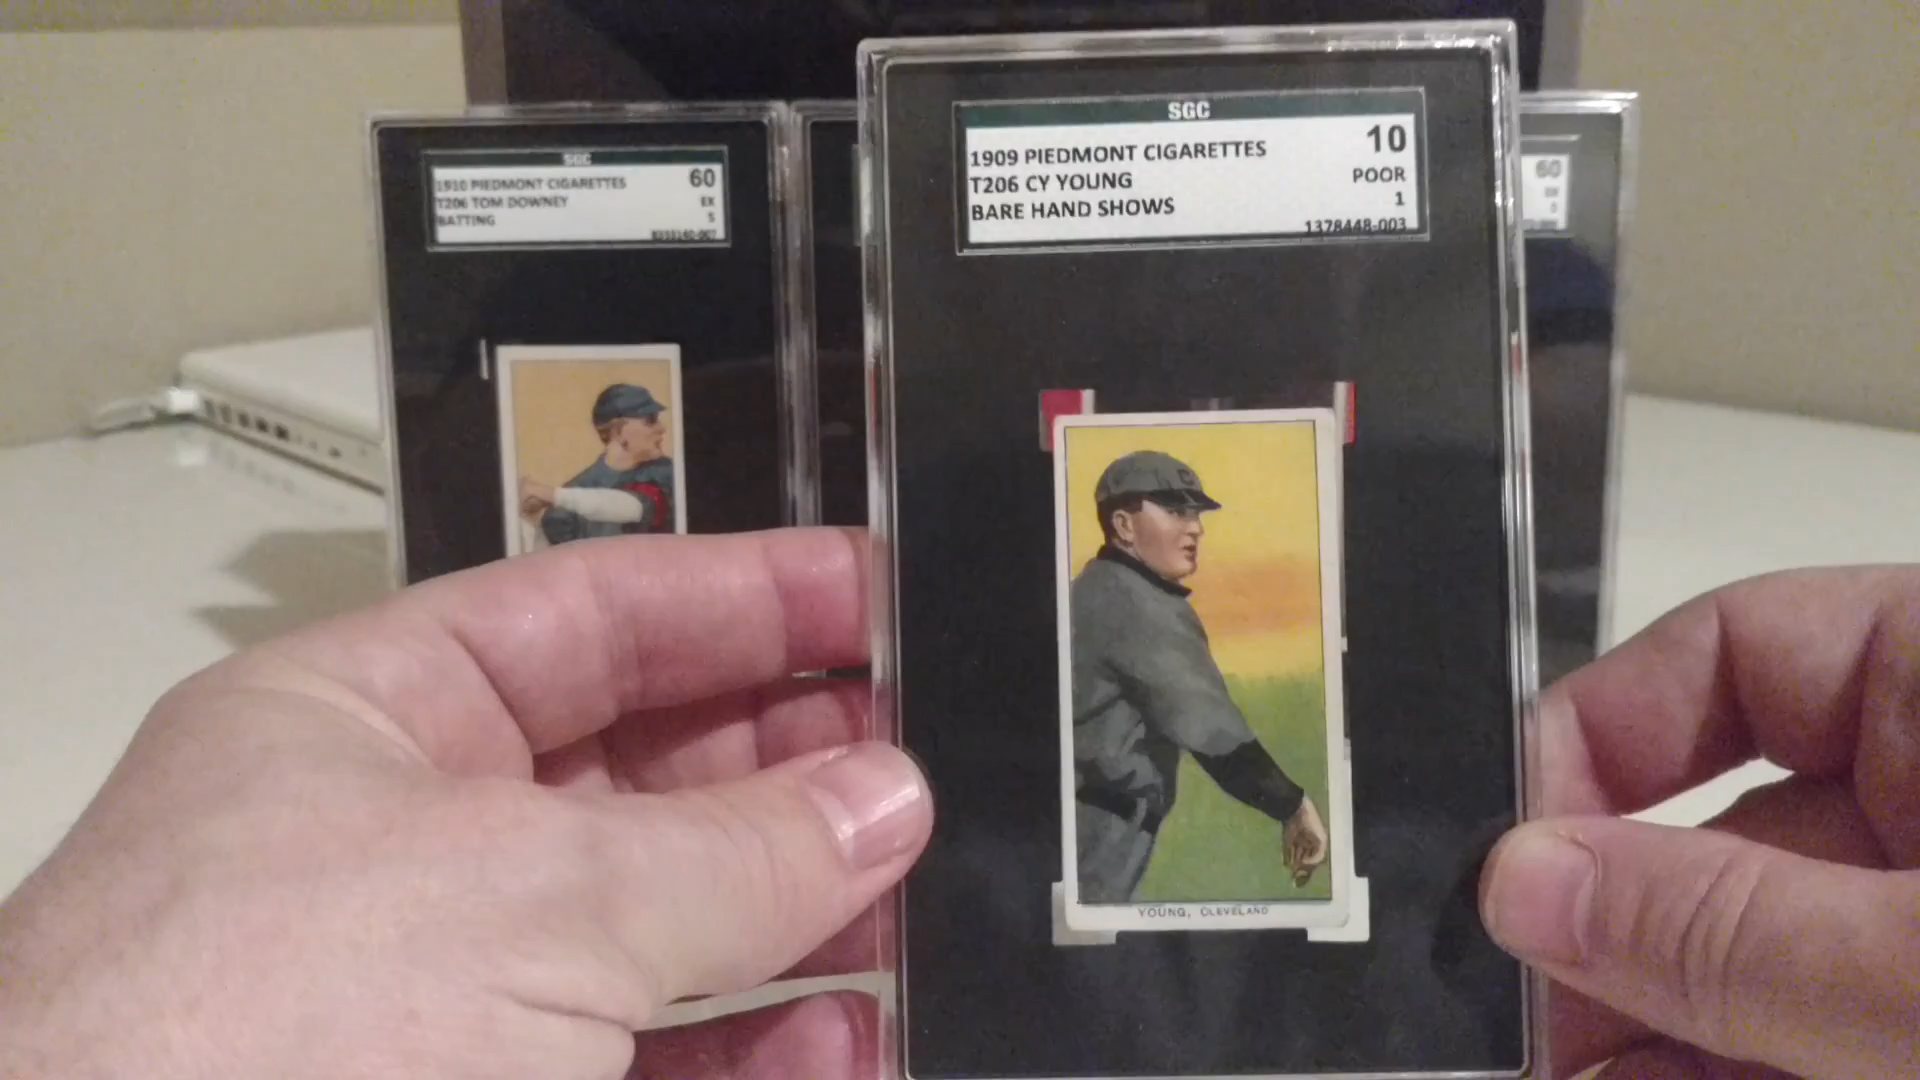 SGC
1910 PIEDMONT CIGARETTES
60
T206 TOM DOWNEY
EX
BATTING
5
SGC
1909 PIEDMONT CIGARETTES
10
T206 CY YOUNG
POOR
BARE HAND SHOWS
1
1378448-003
C
YOUNG, CLEVELAND
60